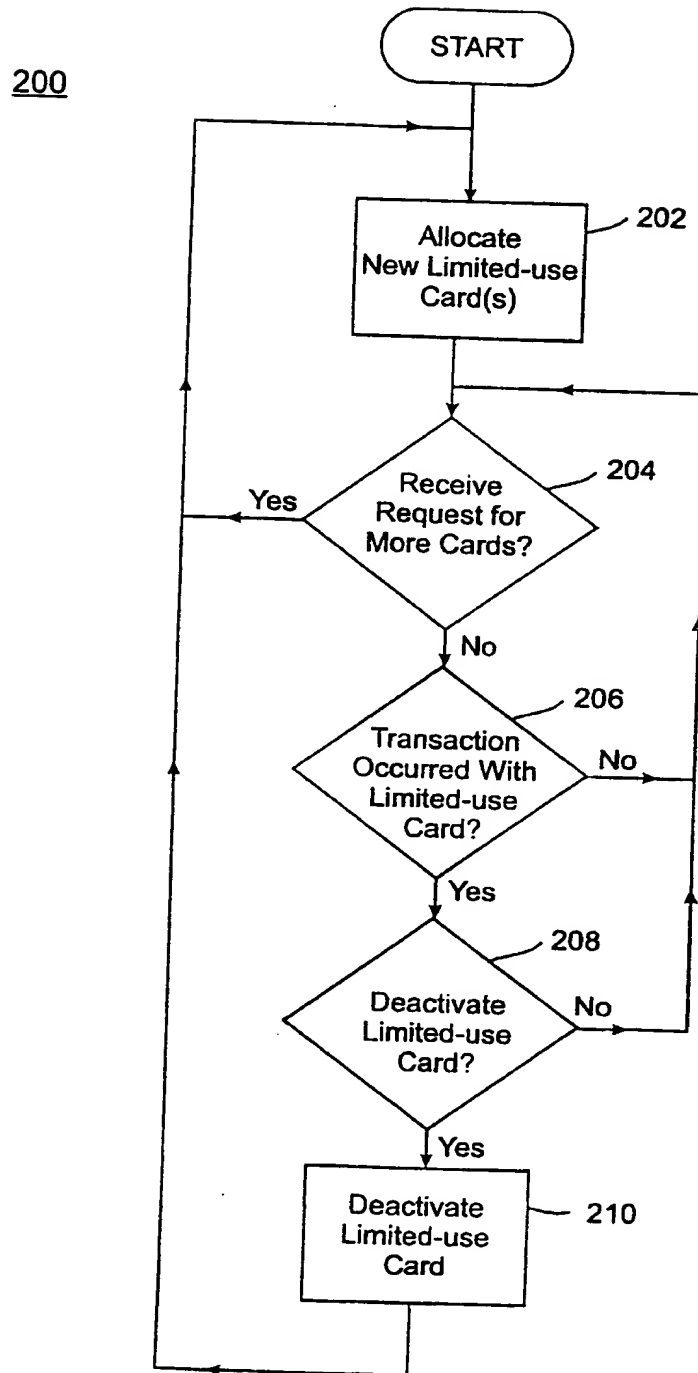 START
200
202
Allocate
New Limited-use
Card(s)
204
Receive
Request for
More Cards?
Yes
No
206
Transaction
Occurred With
Limited-use
Card?
No
Yes
208
Deactivate
Limited-use
Card?
No
Yes
210
Deactivate
Limited-use
Card